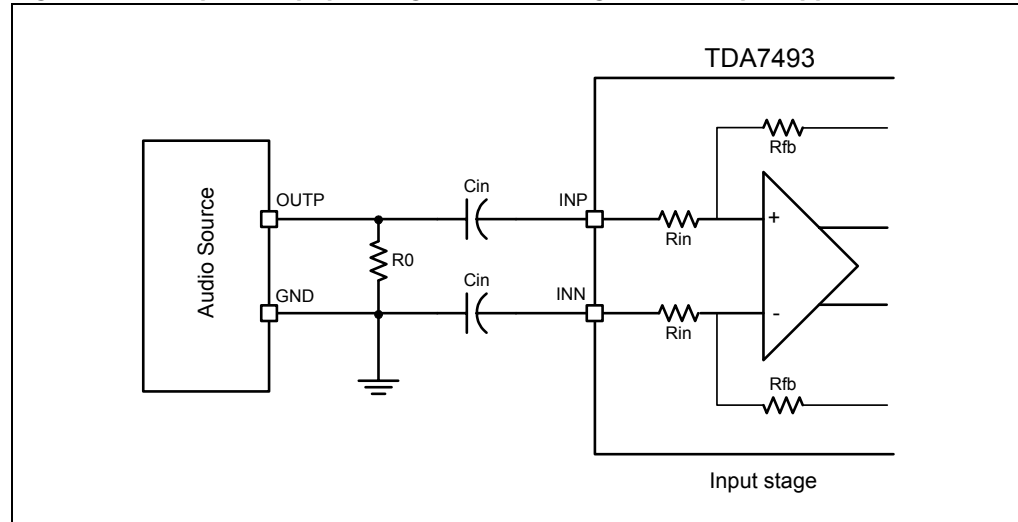 TDA7493
Rfb
Audio Source
OUTP
Cin
INP
Rin
+
R0
GND
Cin
INN
Rin
-
Rfb
Input stage